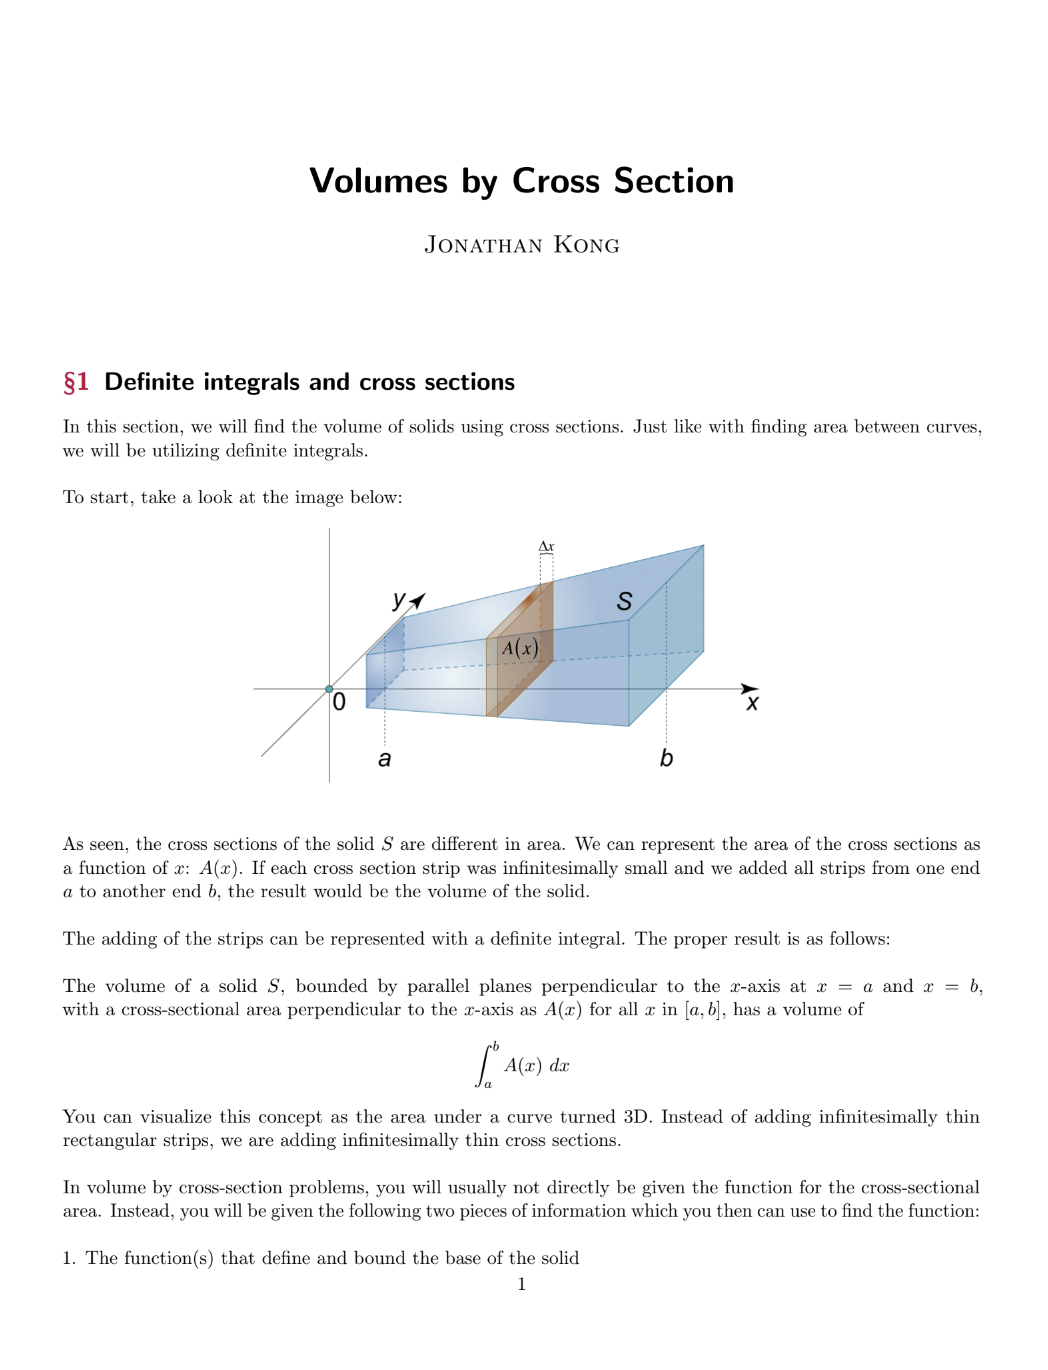 Volumes by Cross Section
Jonathan Kong
§1 Definite integrals and cross sections
In this section, we will find the volume of solids using cross sections. Just like with finding area between curves,
we will be utilizing definite integrals.
To start, take a look at the image below:
Δx
y
S
A(x)
0
x
a
b
As seen, the cross sections of the solid S are different in area. We can represent the area of the cross sections as
a function of x: A(x). If each cross section strip was infinitesimally small and we added all strips from one end
a to another end b, the result would be the volume of the solid.
The adding of the strips can be represented with a definite integral. The proper result is as follows:
The volume of a solid S, bounded by parallel planes perpendicular to the x-axis at x = a and x = b,
with a cross-sectional area perpendicular to the x-axis as A(x) for all x in [a, b], has a volume of
∫_a^b A(x) dx
You can visualize this concept as the area under a curve turned 3D. Instead of adding infinitesimally thin
rectangular strips, we are adding infinitesimally thin cross sections.
In volume by cross-section problems, you will usually not directly be given the function for the cross-sectional
area. Instead, you will be given the following two pieces of information which you then can use to find the function:
1. The function(s) that define and bound the base of the solid
1